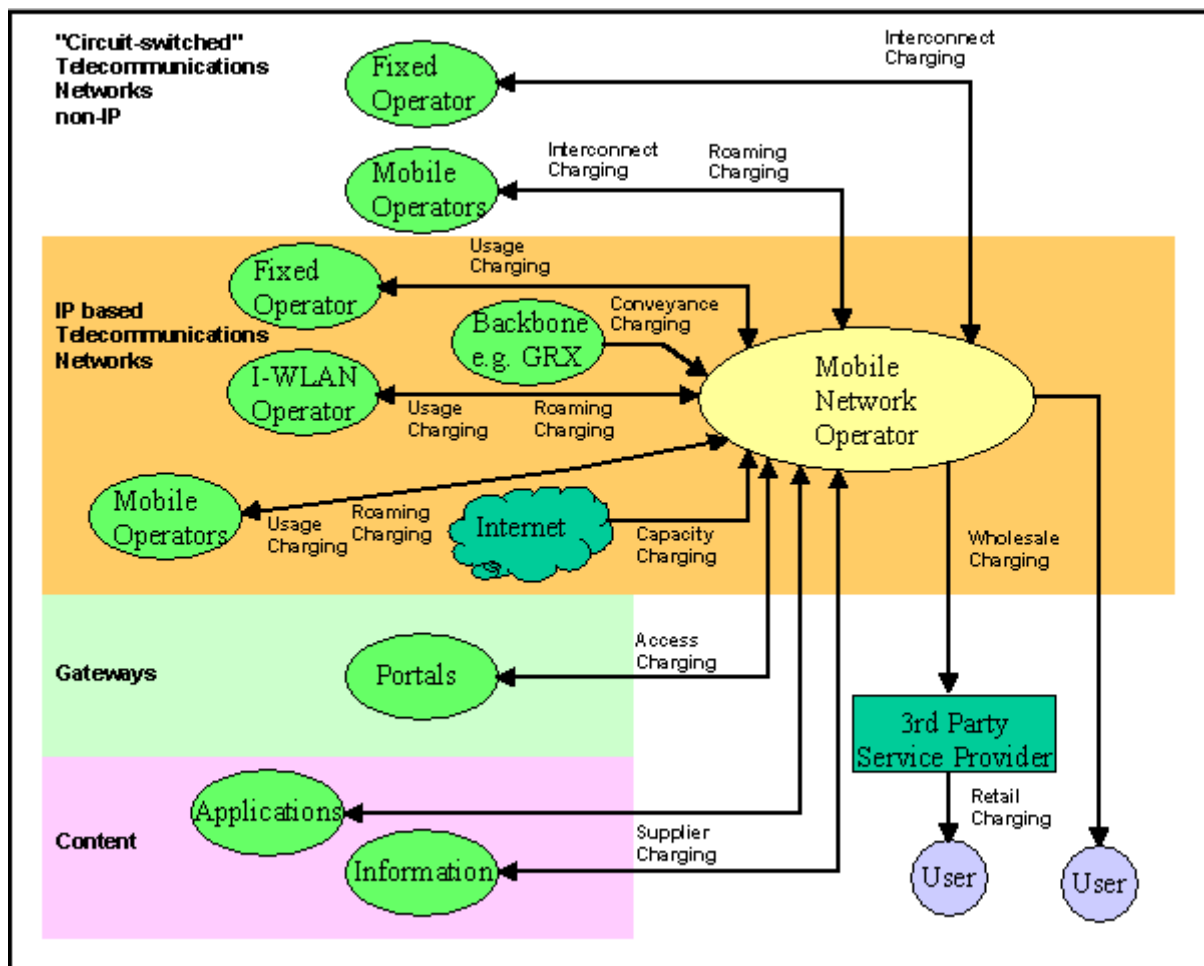 "Circuit-switched"
Telecommunications
Networks
non-IP
Fixed
Operator
Interconnect
Charging
Mobile
Operators
Interconnect
Charging
Roaming
Charging
IP based
Telecommunications
Networks
Fixed
Operator
Usage
Charging
Backbone
e.g. GRX
Conveyance
Charging
I-WLAN
Operator
Usage
Charging
Roaming
Charging
Mobile
Network
Operator
Mobile
Operators
Usage
Charging
Roaming
Charging
Internet
Capacity
Charging
Wholesale
Charging
Gateways
Portals
Access
Charging
3rd Party
Service Provider
Content
Applications
Information
Supplier
Charging
Retail
Charging
User
User